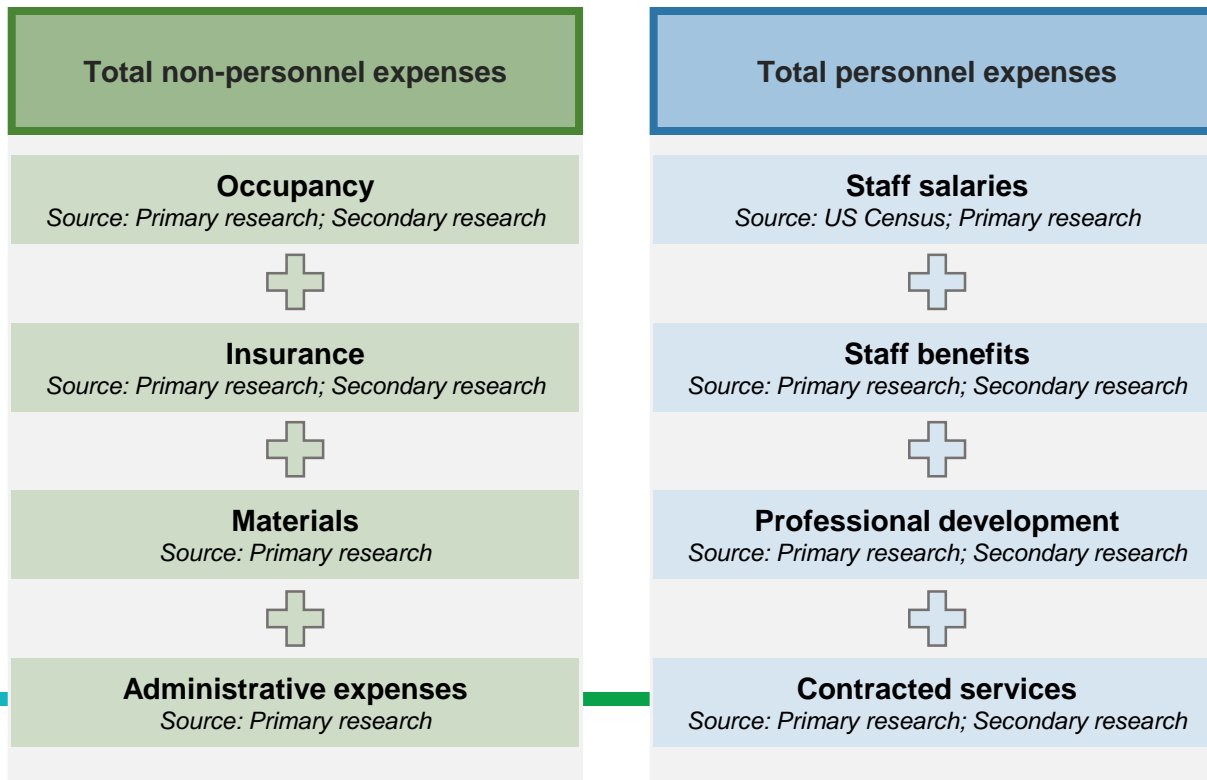 Total non-personnel expenses
Occupancy
Source: Primary research; Secondary research
Insurance
Source: Primary research; Secondary research
Materials
Source: Primary research
Administrative expenses
Source: Primary research
Total personnel expenses
Staff salaries
Source: US Census; Primary research
Staff benefits
Source: Primary research; Secondary research
Professional development
Source: Primary research; Secondary research
Contracted services
Source: Primary research; Secondary research